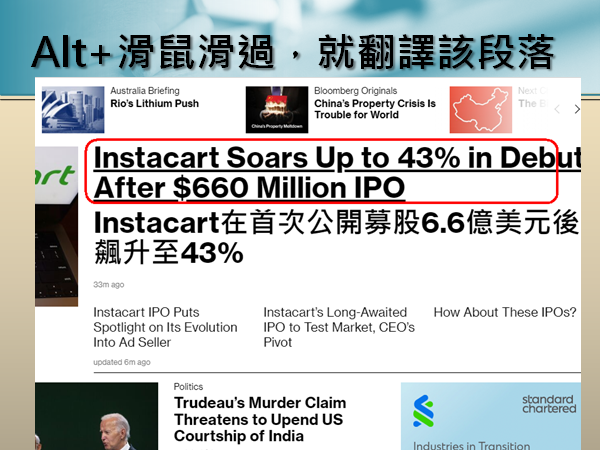 Alt+滑鼠滑過，就翻譯該段落
Australia Briefing
Rio's Lithium Push
China's Property Meltdown
Bloomberg Originals
China's Property Crisis Is
Trouble for World
Next
The
Instacart Soars Up to 43% in Debut
After $660 Million IPO
Instacart在首次公開募股6.6億美元後
飆升至43%
33m ago
Instacart IPO Puts
Spotlight on Its Evolution
Into Ad Seller
updated 6m ago
Instacart's Long-Awaited
IPO to Test Market, CEO's
Pivot
How About These IPOs?
Politics
Trudeau's Murder Claim
Threatens to Upend US
Courtship of India
standard
chartered
Industries in Transition